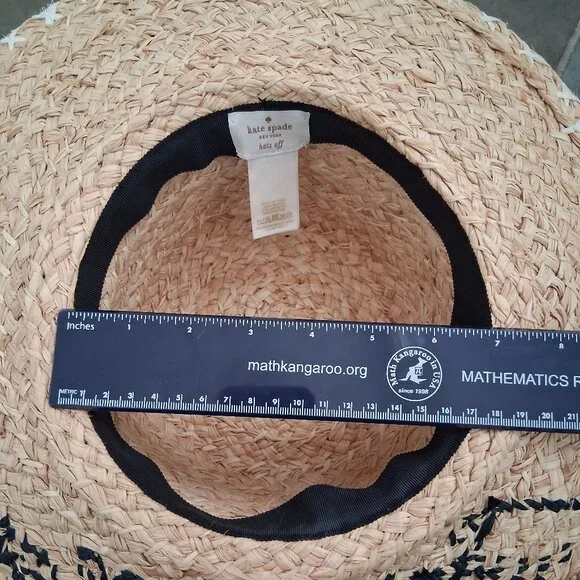 kate spade
NEW YORK
hats off
Inches 1 2 3 4 5 6 7 8
mathkangaroo.org
Math Kangaroo in USA
since 1998
MATHEMATICS R
METRIC 1 2 3 4 5 6 7 8 9 10 11 12 13 14 15 16 17 18 19 20 21